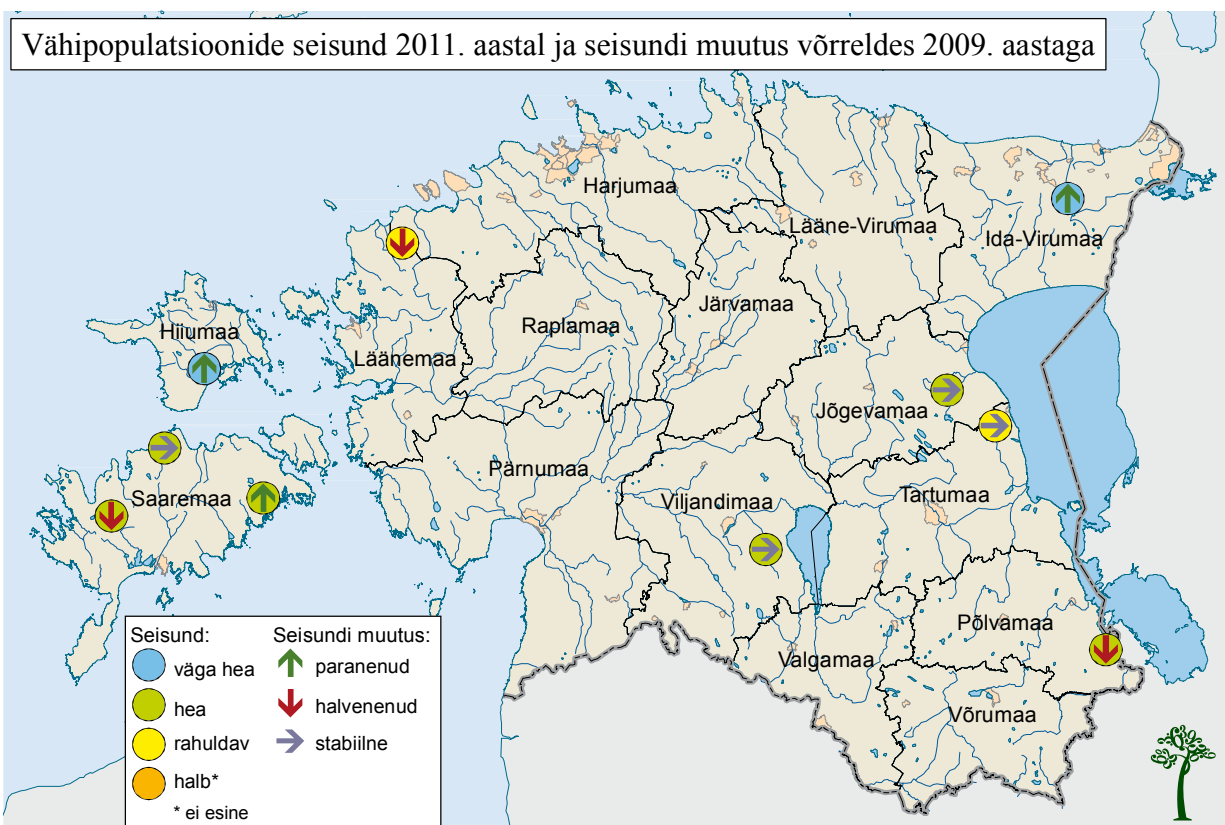 Vähipopulatsioonide seisund 2011. aastal ja seisundi muutus võrreldes 2009. aastaga
Harjumaa
Lääne-Virumaa
Ida-Virumaa
Hiiumaa
Läänemaa
Raplamaa
Järvamaa
Jõgevamaa
Saaremaa
Pärnumaa
Viljandimaa
Tartumaa
Põlvamaa
Valgamaa
Võrumaa
Seisund:
väga hea
hea
rahuldav
halb*
* ei esine
Seisundi muutus:
paranenud
halvenenud
stabiilne